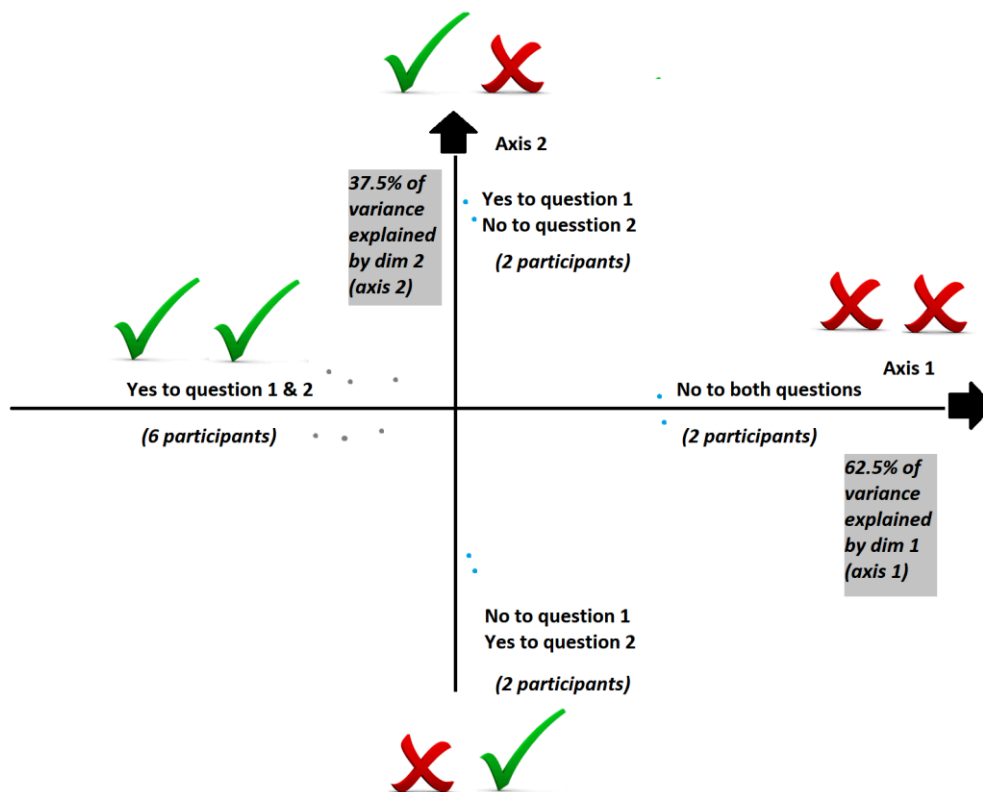 Axis 2
37.5% of
variance
explained
by dim 2
(axis 2)
Yes to question 1
No to quesstion 2
(2 participants)
Axis 1
Yes to question 1 & 2
No to both questions
(6 participants)
(2 participants)
62.5% of
variance
explained
by dim 1
(axis 1)
No to question 1
Yes to question 2
(2 participants)